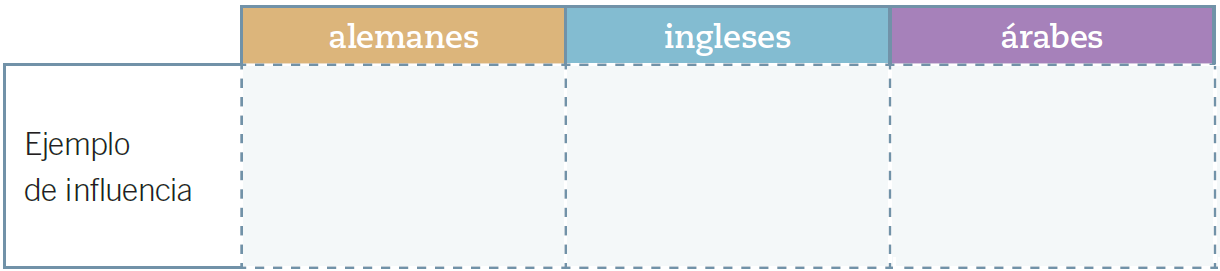 alemanes
ingleses
árabes
Ejemplo
de influencia